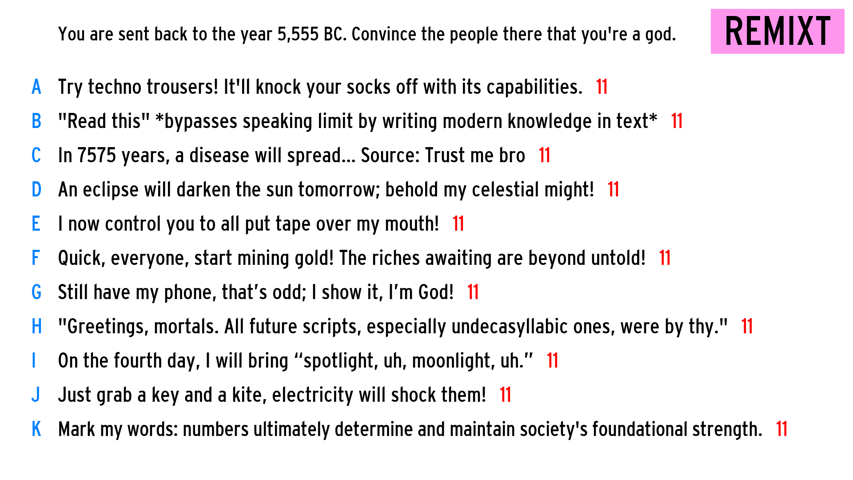 You are sent back to the year 5,555 BC. Convince the people there that you're a god.
REMIXT
A Try techno trousers! It'll knock your socks off with its capabilities. 11
B "Read this" *bypasses speaking limit by writing modern knowledge in text* 11
C In 7575 years, a disease will spread... Source: Trust me bro 11
D An eclipse will darken the sun tomorrow; behold my celestial might! 11
E I now control you to all put tape over my mouth! 11
F Quick, everyone, start mining gold! The riches awaiting are beyond untold! 11
G Still have my phone, that’s odd; I show it, I’m God! 11
H "Greetings, mortals. All future scripts, especially undecasyllabic ones, were by thy." 11
I On the fourth day, I will bring “spotlight, uh, moonlight, uh.” 11
J Just grab a key and a kite, electricity will shock them! 11
K Mark my words: numbers ultimately determine and maintain society's foundational strength. 11